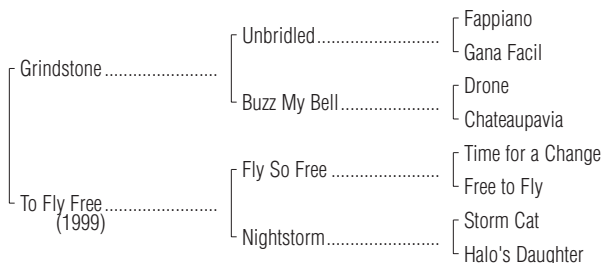 Fappiano
Unbridled
Gana Facil
Grindstone
Drone
Buzz My Bell
Chateaupavia
Time for a Change
Fly So Free
Free to Fly
To Fly Free
(1999)
Storm Cat
Nightstorm
Halo's Daughter